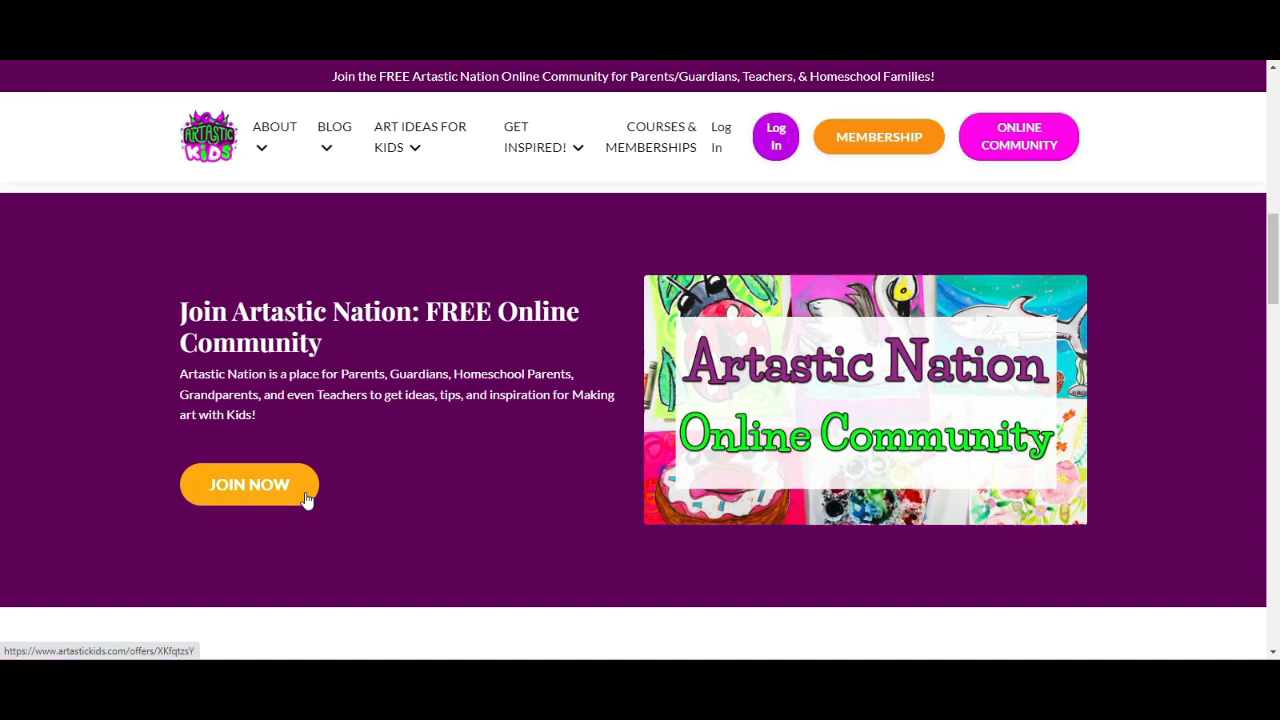 Join the FREE Artastic Nation Online Community for Parents/Guardians, Teachers, & Homeschool Families!
ARTASTIC
KiDS
ABOUT
BLOG
ART IDEAS FOR
KIDS
GET
INSPIRED!
COURSES &
MEMBERSHIPS
Log
In
Log
In
MEMBERSHIP
ONLINE
COMMUNITY
Join Artastic Nation: FREE Online
Community
Artastic Nation is a place for Parents, Guardians, Homeschool Parents,
Grandparents, and even Teachers to get ideas, tips, and inspiration for Making
art with Kids!
JOIN NOW
Artastic Nation
Online Community
https://www.artastickids.com/offers/XKfqtzsY